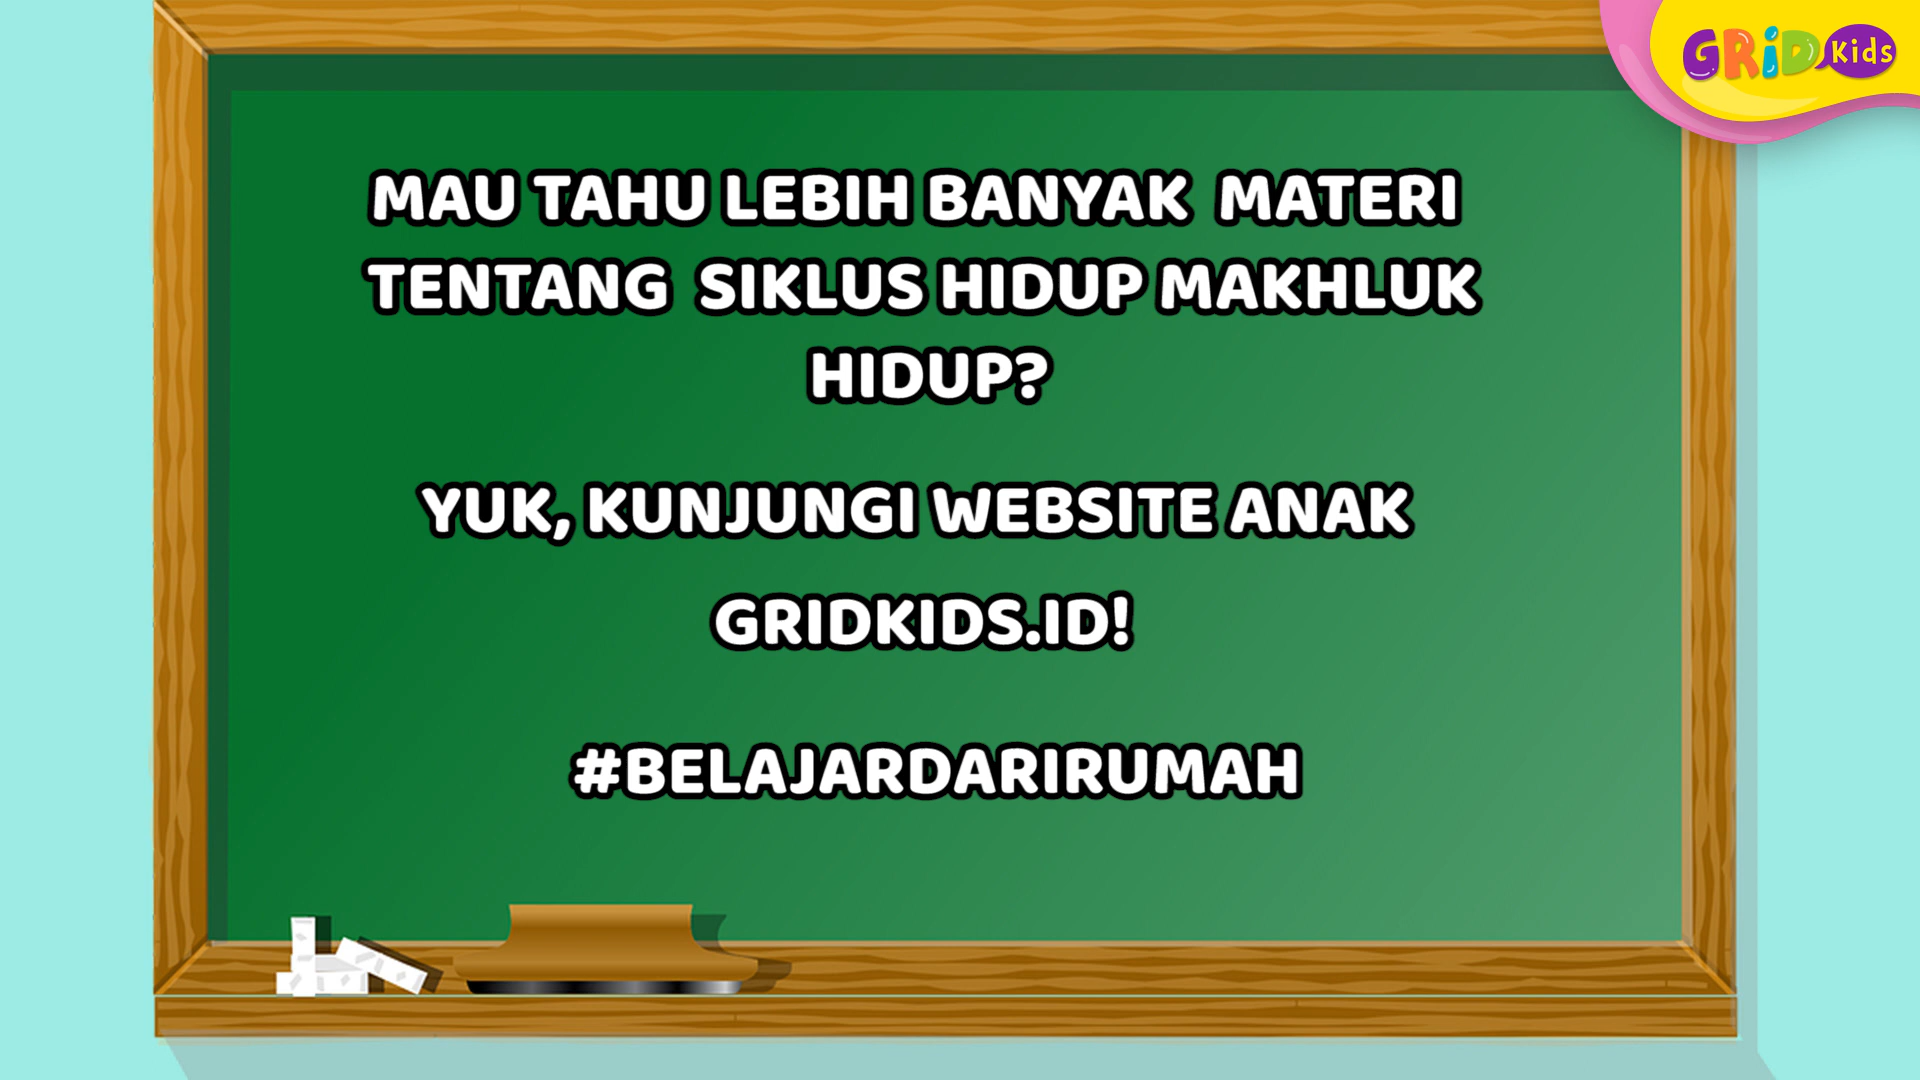 GRID Kids
MAU TAHU LEBIH BANYAK MATERI
TENTANG SIKLUS HIDUP MAKHLUK
HIDUP?
YUK, KUNJUNGI WEBSITE ANAK
GRIDKIDS.ID!
#BELAJARDARIRUMAH